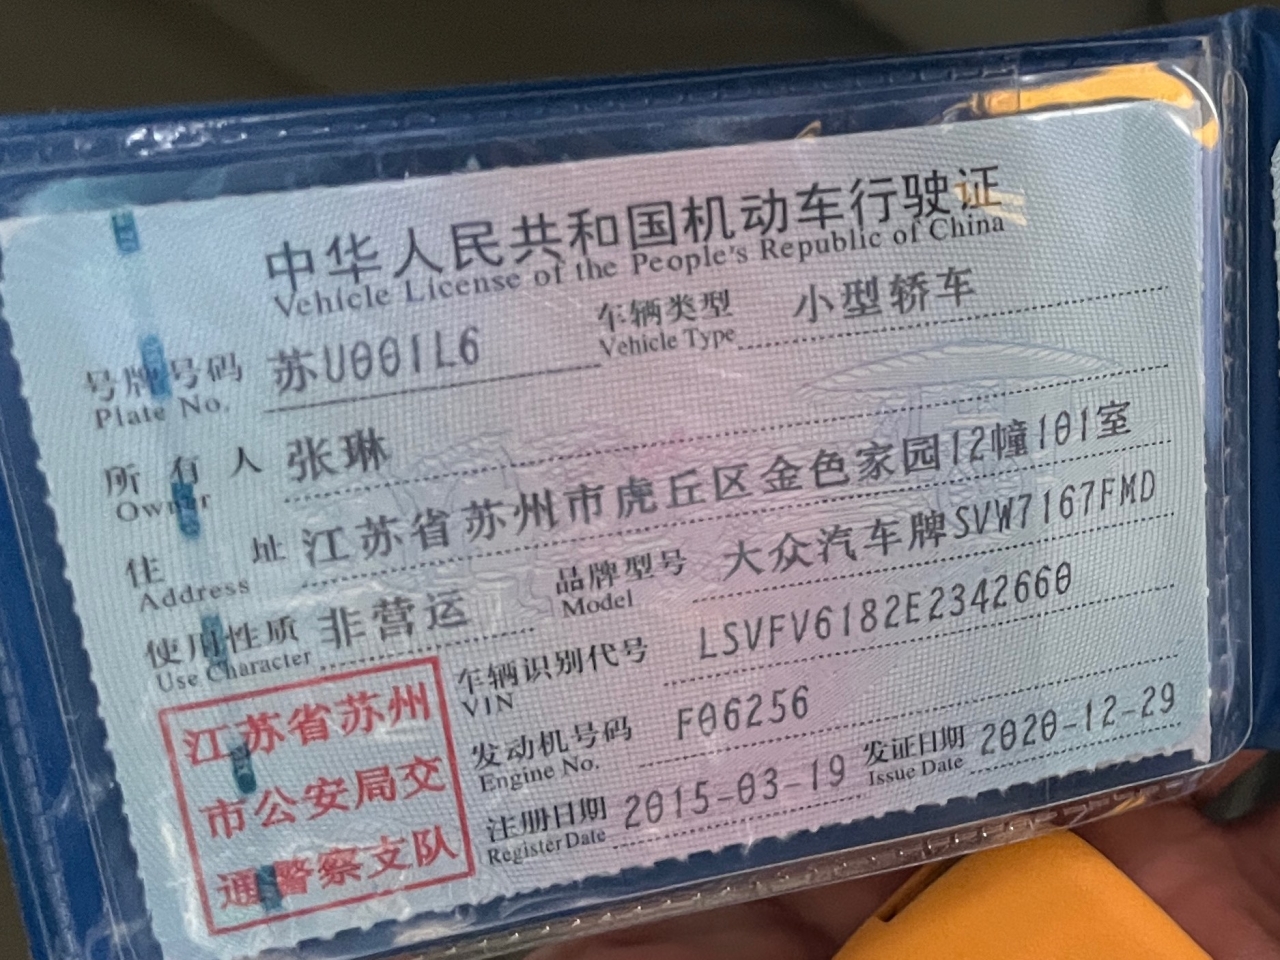 中华人民共和国机动车行驶证
Vehicle License of the People's Republic of China
号牌号码 苏U001L6 车辆类型 小型轿车
Plate No. Vehicle Type
所有人 张琳
Owner
住址 江苏省苏州市虎丘区金色家园12幢101室
Address
使用性质 非营运 品牌型号 大众汽车牌SVW7167FMD
Use Character Model
车辆识别代号 LSVFV6182E2342660
VIN
发动机号码 F06256
Engine No.
注册日期 2015-03-19 发证日期 2020-12-29
Register Date Issue Date
江苏省苏州
市公安局交
通警察支队